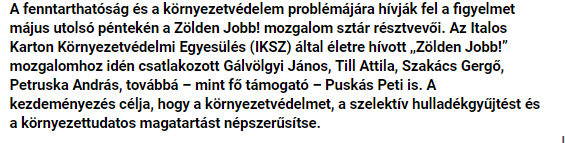 A fenntarthatóság és a környezetvédelem problémájára hívják fel a figyelmet
május utolsó péntekén a Zölden Jobb! mozgalom sztár résztvevői. Az Italos
Karton Környezetvédelmi Egyesülés (IKSZ) által életre hívott „Zölden Jobb!”
mozgalomhoz idén csatlakozott Gálvölgyi János, Till Attila, Szakács Gergő,
Petruska András, továbbá – mint fő támogató – Puskás Peti is. A
kezdeményezés célja, hogy a környezetvédelmet, a szelektív hulladékgyűjtést és
a környezettudatos magatartást népszerűsítse.